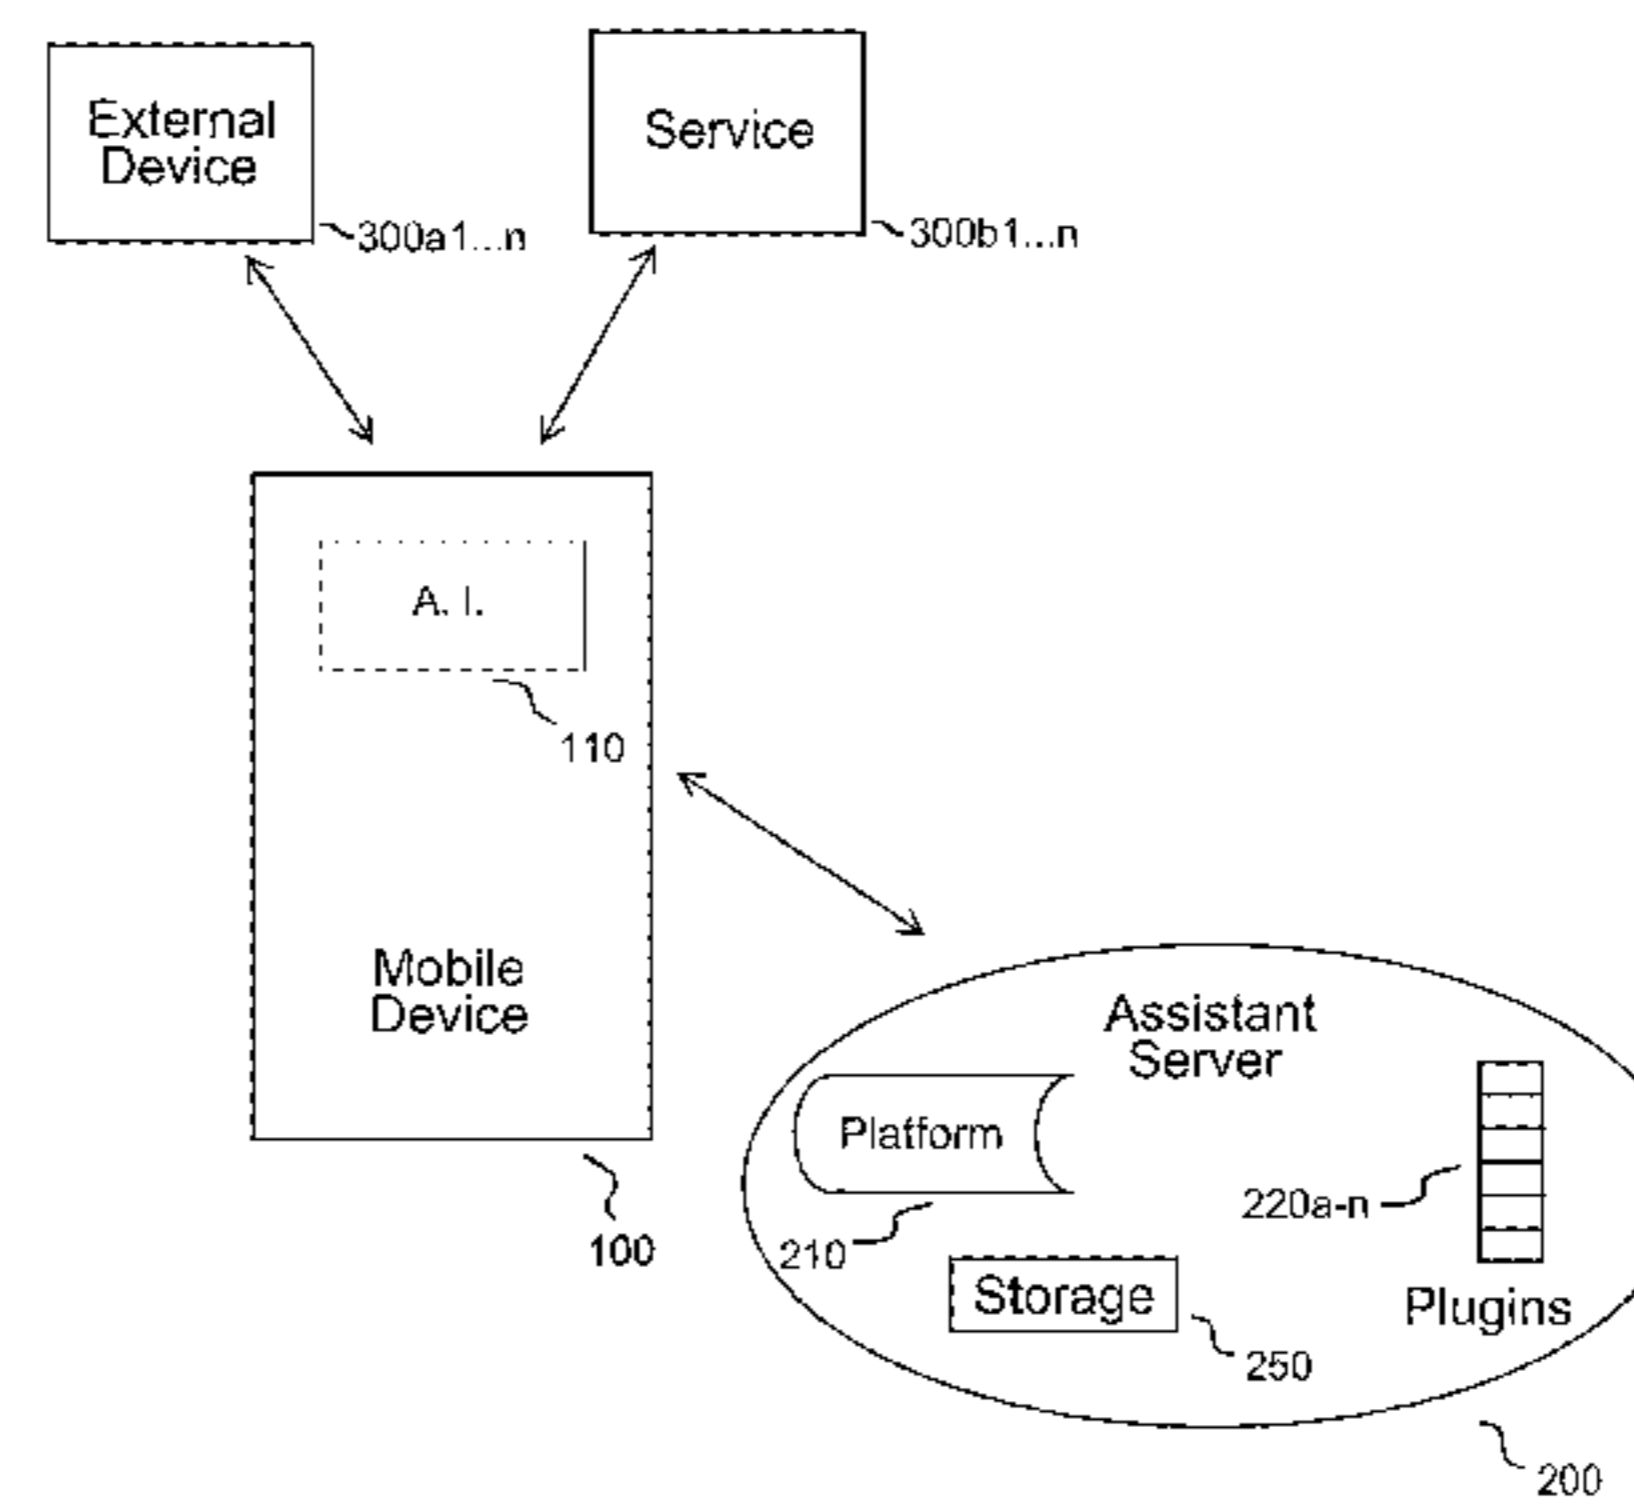 External
Device
300a1...n
Service
300b1...n
A. I.
110
Mobile
Device
100
Assistant
Server
Platform
210
220a-n
Storage
250
Plugins
200